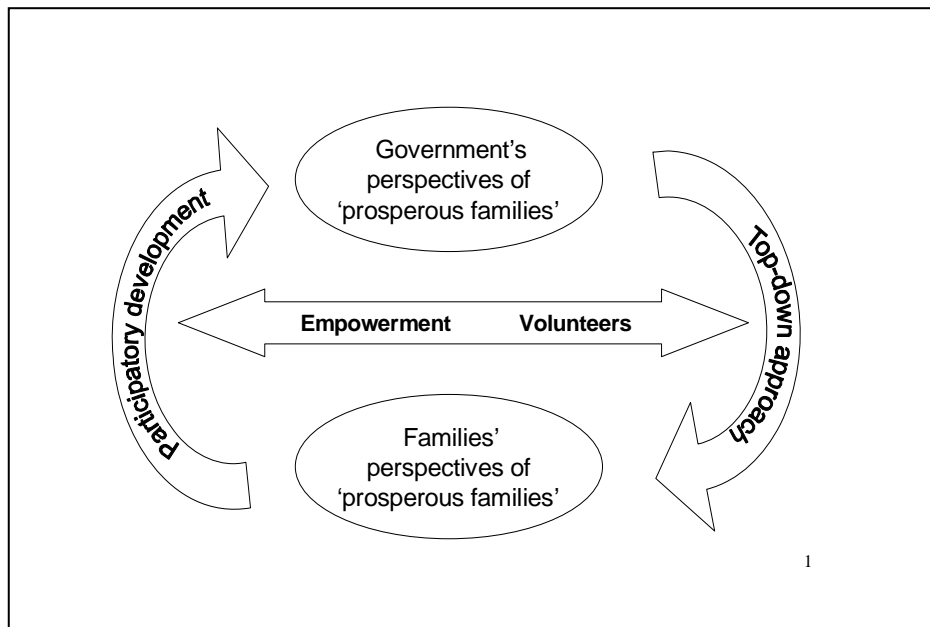 Government’s
perspectives of
‘prosperous families’
Participatory development
Top-down approach
Empowerment Volunteers
Families’
perspectives of
‘prosperous families’
1